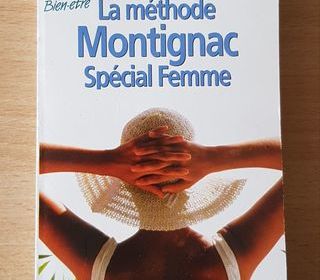 Bien-être
La méthode
Montignac
Spécial Femme